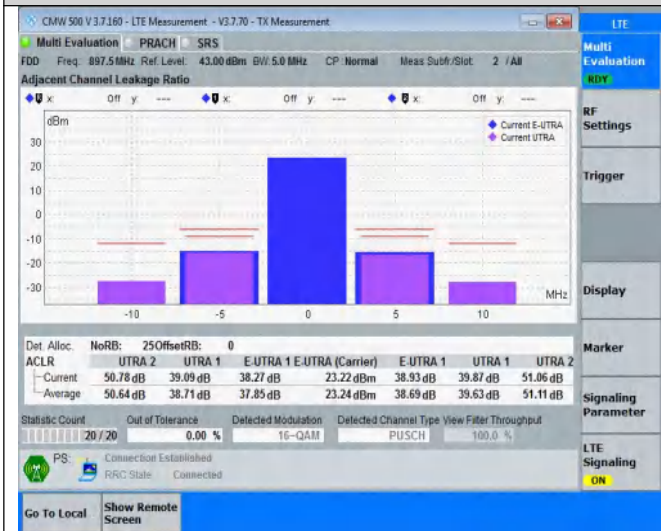 CMW 500 V 3.7.160 - LTE Measurement - V3.7.70 - TX Measurement
LTE
Multi Evaluation PRACH SRS
Multi Evaluation
RDY
FDD Freq.: 897.5 MHz Ref. Level: 43.00 dBm BW: 5.0 MHz CP: Normal Meas Subfr./Slot: 2 /All
Adjacent Channel Leakage Ratio
x: Off y: --- x: Off y: --- x: Off y: ---
dBm
Current E-UTRA
Current UTRA
30
20
10
0
-10
-20
-30
MHz
-10 -5 0 5 10
RF Settings
Trigger
Display
Marker
Signaling Parameter
LTE Signaling
ON
Det. Alloc. NoRB: 25OffsetRB: 0
ACLR UTRA 2 UTRA 1 E-UTRA 1 E-UTRA (Carrier) E-UTRA 1 UTRA 1 UTRA 2
Current 50.78 dB 39.09 dB 38.27 dB 23.22 dBm 38.93 dB 39.87 dB 51.06 dB
Average 50.64 dB 38.71 dB 37.85 dB 23.24 dBm 38.69 dB 39.63 dB 51.11 dB
Statistic Count Out of Tolerance Detected Modulation Detected Channel Type View Filter Throughput
20 / 20 0.00 % 16-QAM PUSCH 100.0 %
PS: Connection Established
RRC State Connected
Go To Local
Show Remote Screen